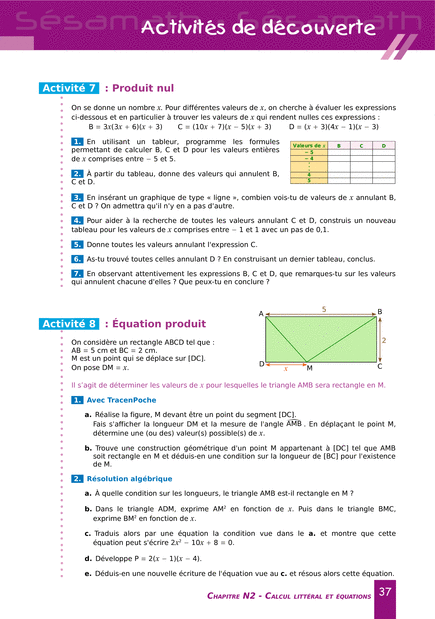 Sésamath Sésamath
Activités de découverte
Activité 7 : Produit nul
On se donne un nombre x. Pour différentes valeurs de x, on cherche à évaluer les expressions
ci-dessous et en particulier à trouver les valeurs de x qui rendent nulles ces expressions :
B = 3x(3x + 6)(x + 3) C = (10x + 7)(x − 5)(x + 3) D = (x + 3)(4x − 1)(x − 3)
1. En utilisant un tableur, programme les formules
permettant de calculer B, C et D pour les valeurs entières
de x comprises entre − 5 et 5.
Valeurs de x B C D
− 5
− 4
4
5
2. À partir du tableau, donne des valeurs qui annulent B,
C et D.
3. En insérant un graphique de type « ligne », combien vois-tu de valeurs de x annulant B,
C et D ? On admettra qu'il n'y en a pas d'autre.
4. Pour aider à la recherche de toutes les valeurs annulant C et D, construis un nouveau
tableau pour les valeurs de x comprises entre − 1 et 1 avec un pas de 0,1.
5. Donne toutes les valeurs annulant l'expression C.
6. As-tu trouvé toutes celles annulant D ? En construisant un dernier tableau, conclus.
7. En observant attentivement les expressions B, C et D, que remarques-tu sur les valeurs
qui annulent chacune d'elles ? Que peux-tu en conclure ?
Activité 8 : Équation produit
On considère un rectangle ABCD tel que :
AB = 5 cm et BC = 2 cm.
M est un point qui se déplace sur [DC].
On pose DM = x.
A 5 B
2
D x M C
Il s'agit de déterminer les valeurs de x pour lesquelles le triangle AMB sera rectangle en M.
1. Avec TracenPoche
a. Réalise la figure, M devant être un point du segment [DC].
Fais s'afficher la longueur DM et la mesure de l'angle AMB. En déplaçant le point M,
détermine une (ou des) valeur(s) possible(s) de x.
b. Trouve une construction géométrique d'un point M appartenant à [DC] tel que AMB
soit rectangle en M et déduis-en une condition sur la longueur de [BC] pour l'existence
de M.
2. Résolution algébrique
a. À quelle condition sur les longueurs, le triangle AMB est-il rectangle en M ?
b. Dans le triangle ADM, exprime AM² en fonction de x. Puis dans le triangle BMC,
exprime BM² en fonction de x.
c. Traduis alors par une équation la condition vue dans le a. et montre que cette
équation peut s'écrire 2x² − 10x + 8 = 0.
d. Développe P = 2(x − 1)(x − 4).
e. Déduis-en une nouvelle écriture de l'équation vue au c. et résous alors cette équation.
Chapitre N2 - Calcul littéral et équations 37